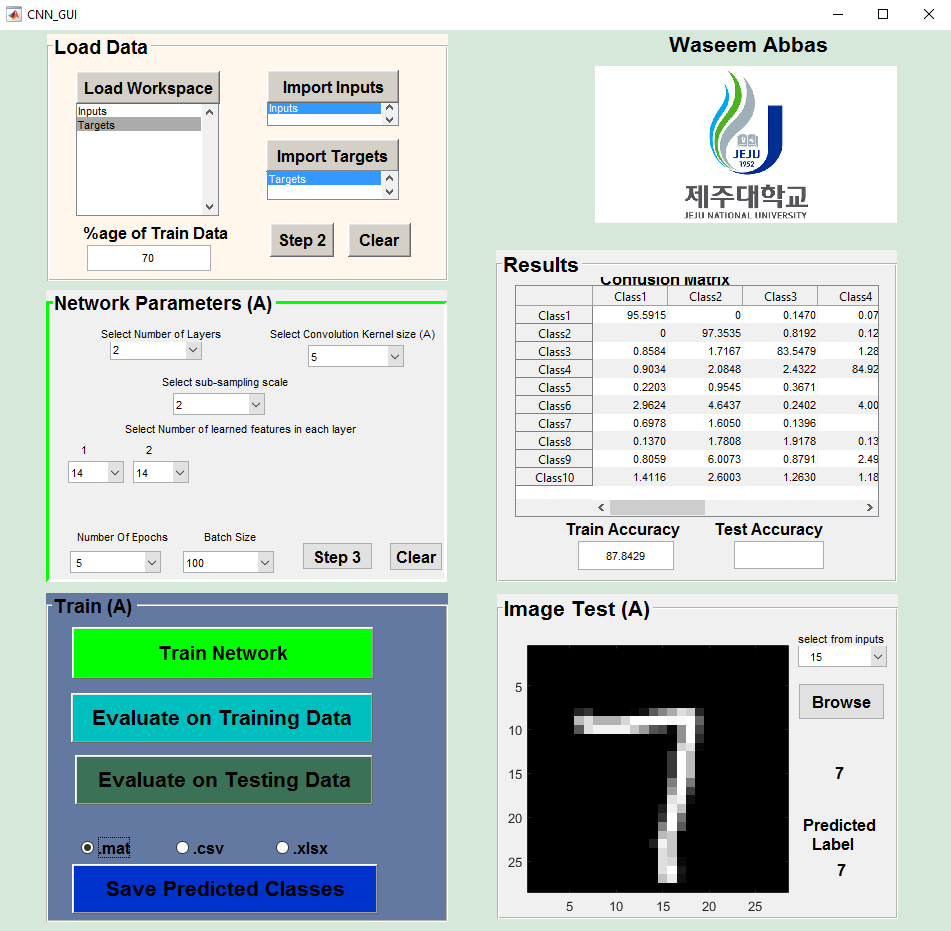 CNN_GUI
Load Data
Load Workspace
Inputs
Targets
Import Inputs
Inputs
Import Targets
Targets
%age of Train Data
70
Step 2
Clear
Waseem Abbas
JEJU
1952
제주대학교
JEJU NATIONAL UNIVERSITY
Network Parameters (A)
Select Number of Layers
2
Select Convolution Kernel size (A)
5
Select sub-sampling scale
2
Select Number of learned features in each layer
1 2
14 14
Number Of Epochs
5
Batch Size
100
Step 3
Clear
Results
Confusion Matrix
Class1 Class2 Class3 Class4
Class1 95.5915 0 0.1470 0.07
Class2 0 97.3535 0.8192 0.12
Class3 0.8584 1.7167 83.5479 1.28
Class4 0.9034 2.0848 2.4322 84.92
Class5 0.2203 0.9545 0.3671
Class6 2.9624 4.6437 0.2402 4.00
Class7 0.6978 1.6050 0.1396
Class8 0.1370 1.7808 1.9178 0.13
Class9 0.8059 6.0073 0.8791 2.49
Class10 1.4116 2.6003 1.2630 1.18
Train Accuracy Test Accuracy
87.8429
Train (A)
Train Network
Evaluate on Training Data
Evaluate on Testing Data
.mat .csv .xlsx
Save Predicted Classes
Image Test (A)
5
10
15
20
25
5 10 15 20 25
7
select from inputs
15
Browse
7
Predicted
Label
7